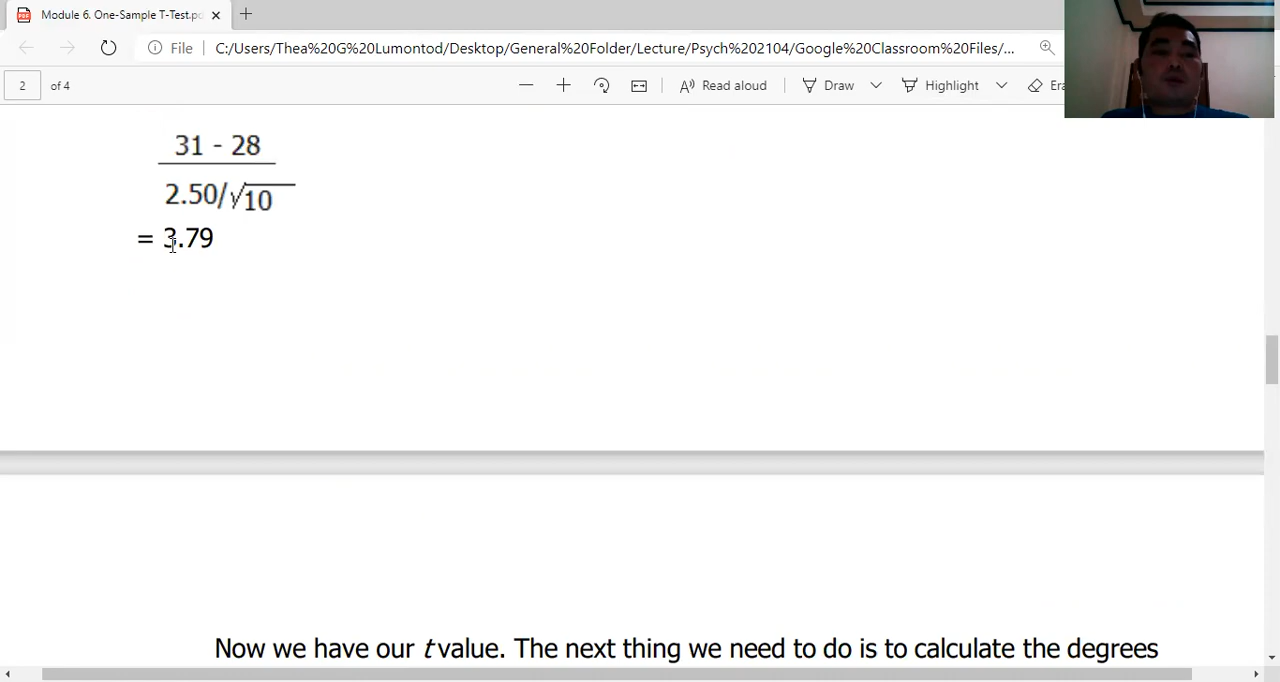 Module 6. One-Sample T-Test.pd
File C:/Users/Thea%20G%20Lumontod/Desktop/General%20Folder/Lecture/Psych%202104/Google%20Classroom%20Files/...
2 of 4 Read aloud Draw Highlight Era
31 - 28
2.50/√10
= 3.79
Now we have our t value. The next thing we need to do is to calculate the degrees